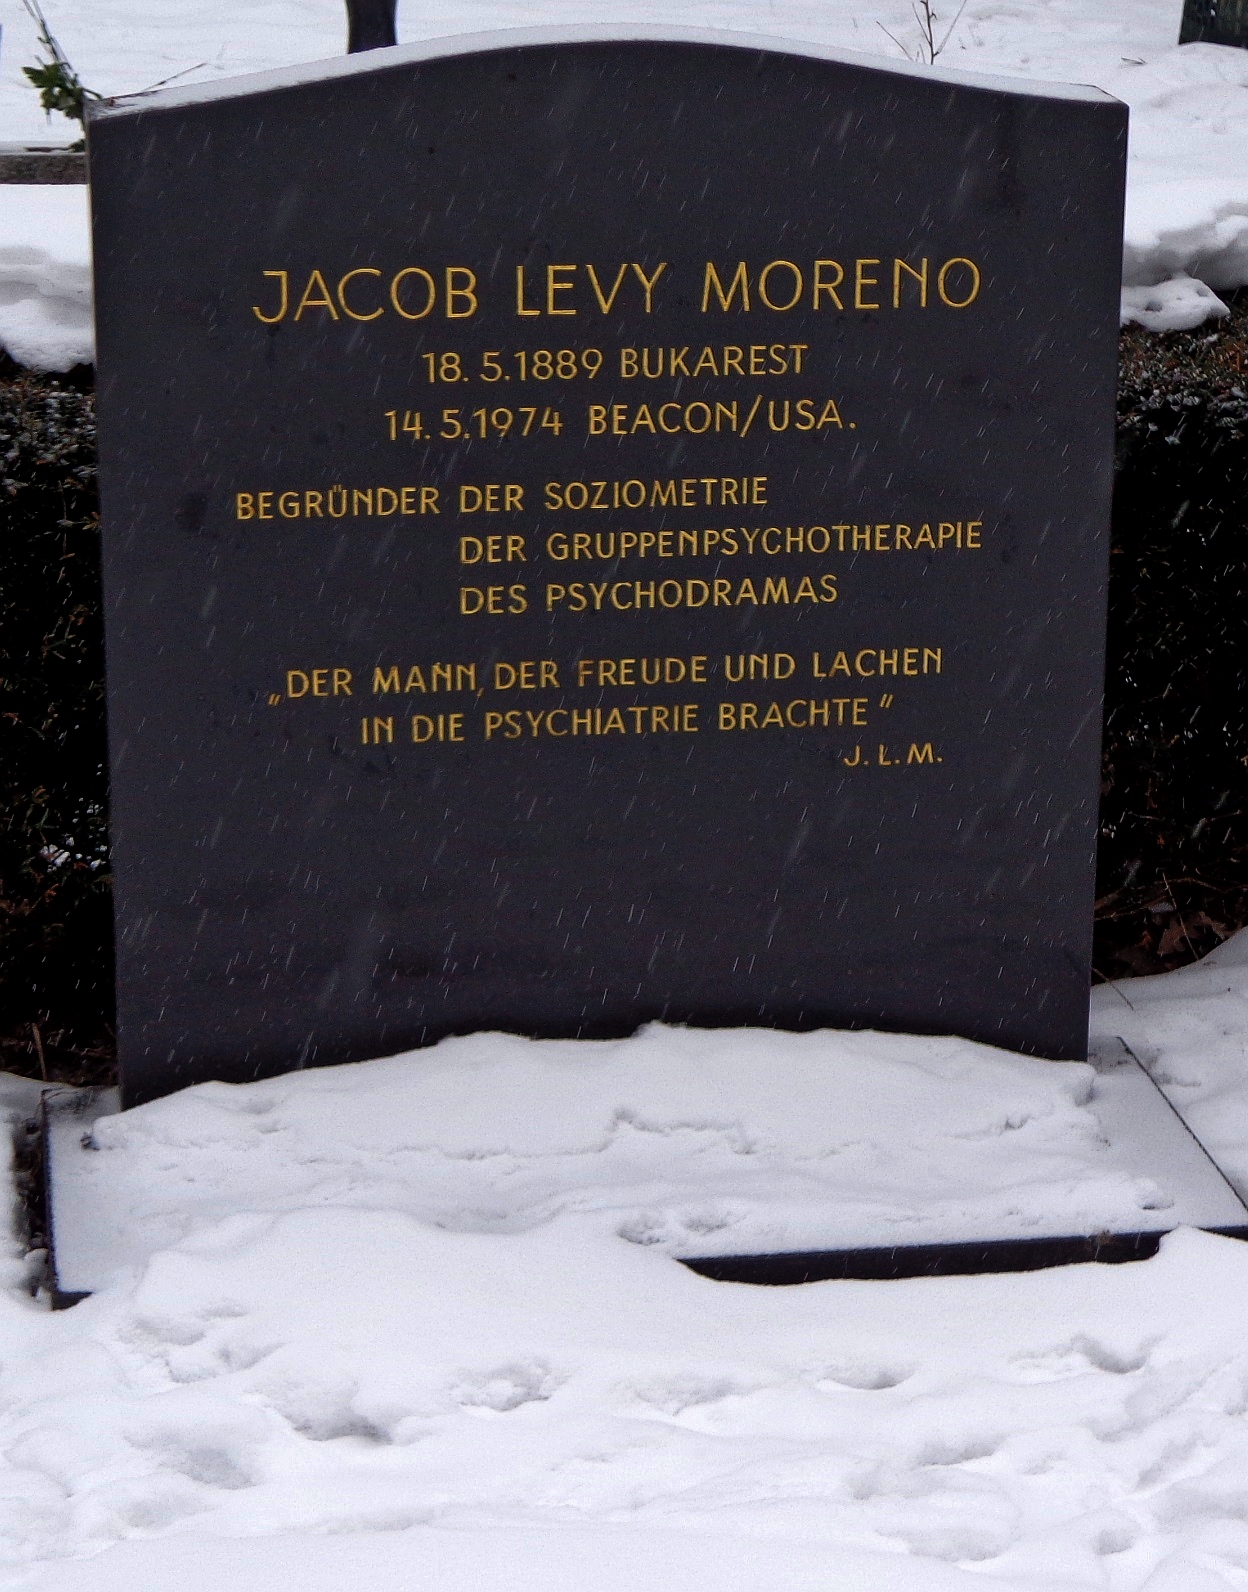 JACOB LEVY MORENO
18.5.1889 BUKAREST
14.5.1974 BEACON/USA.
BEGRÜNDER DER SOZIOMETRIE
DER GRUPPENPSYCHOTHERAPIE
DES PSYCHODRAMAS
„DER MANN, DER FREUDE UND LACHEN
IN DIE PSYCHIATRIE BRACHTE"
J.L.M.